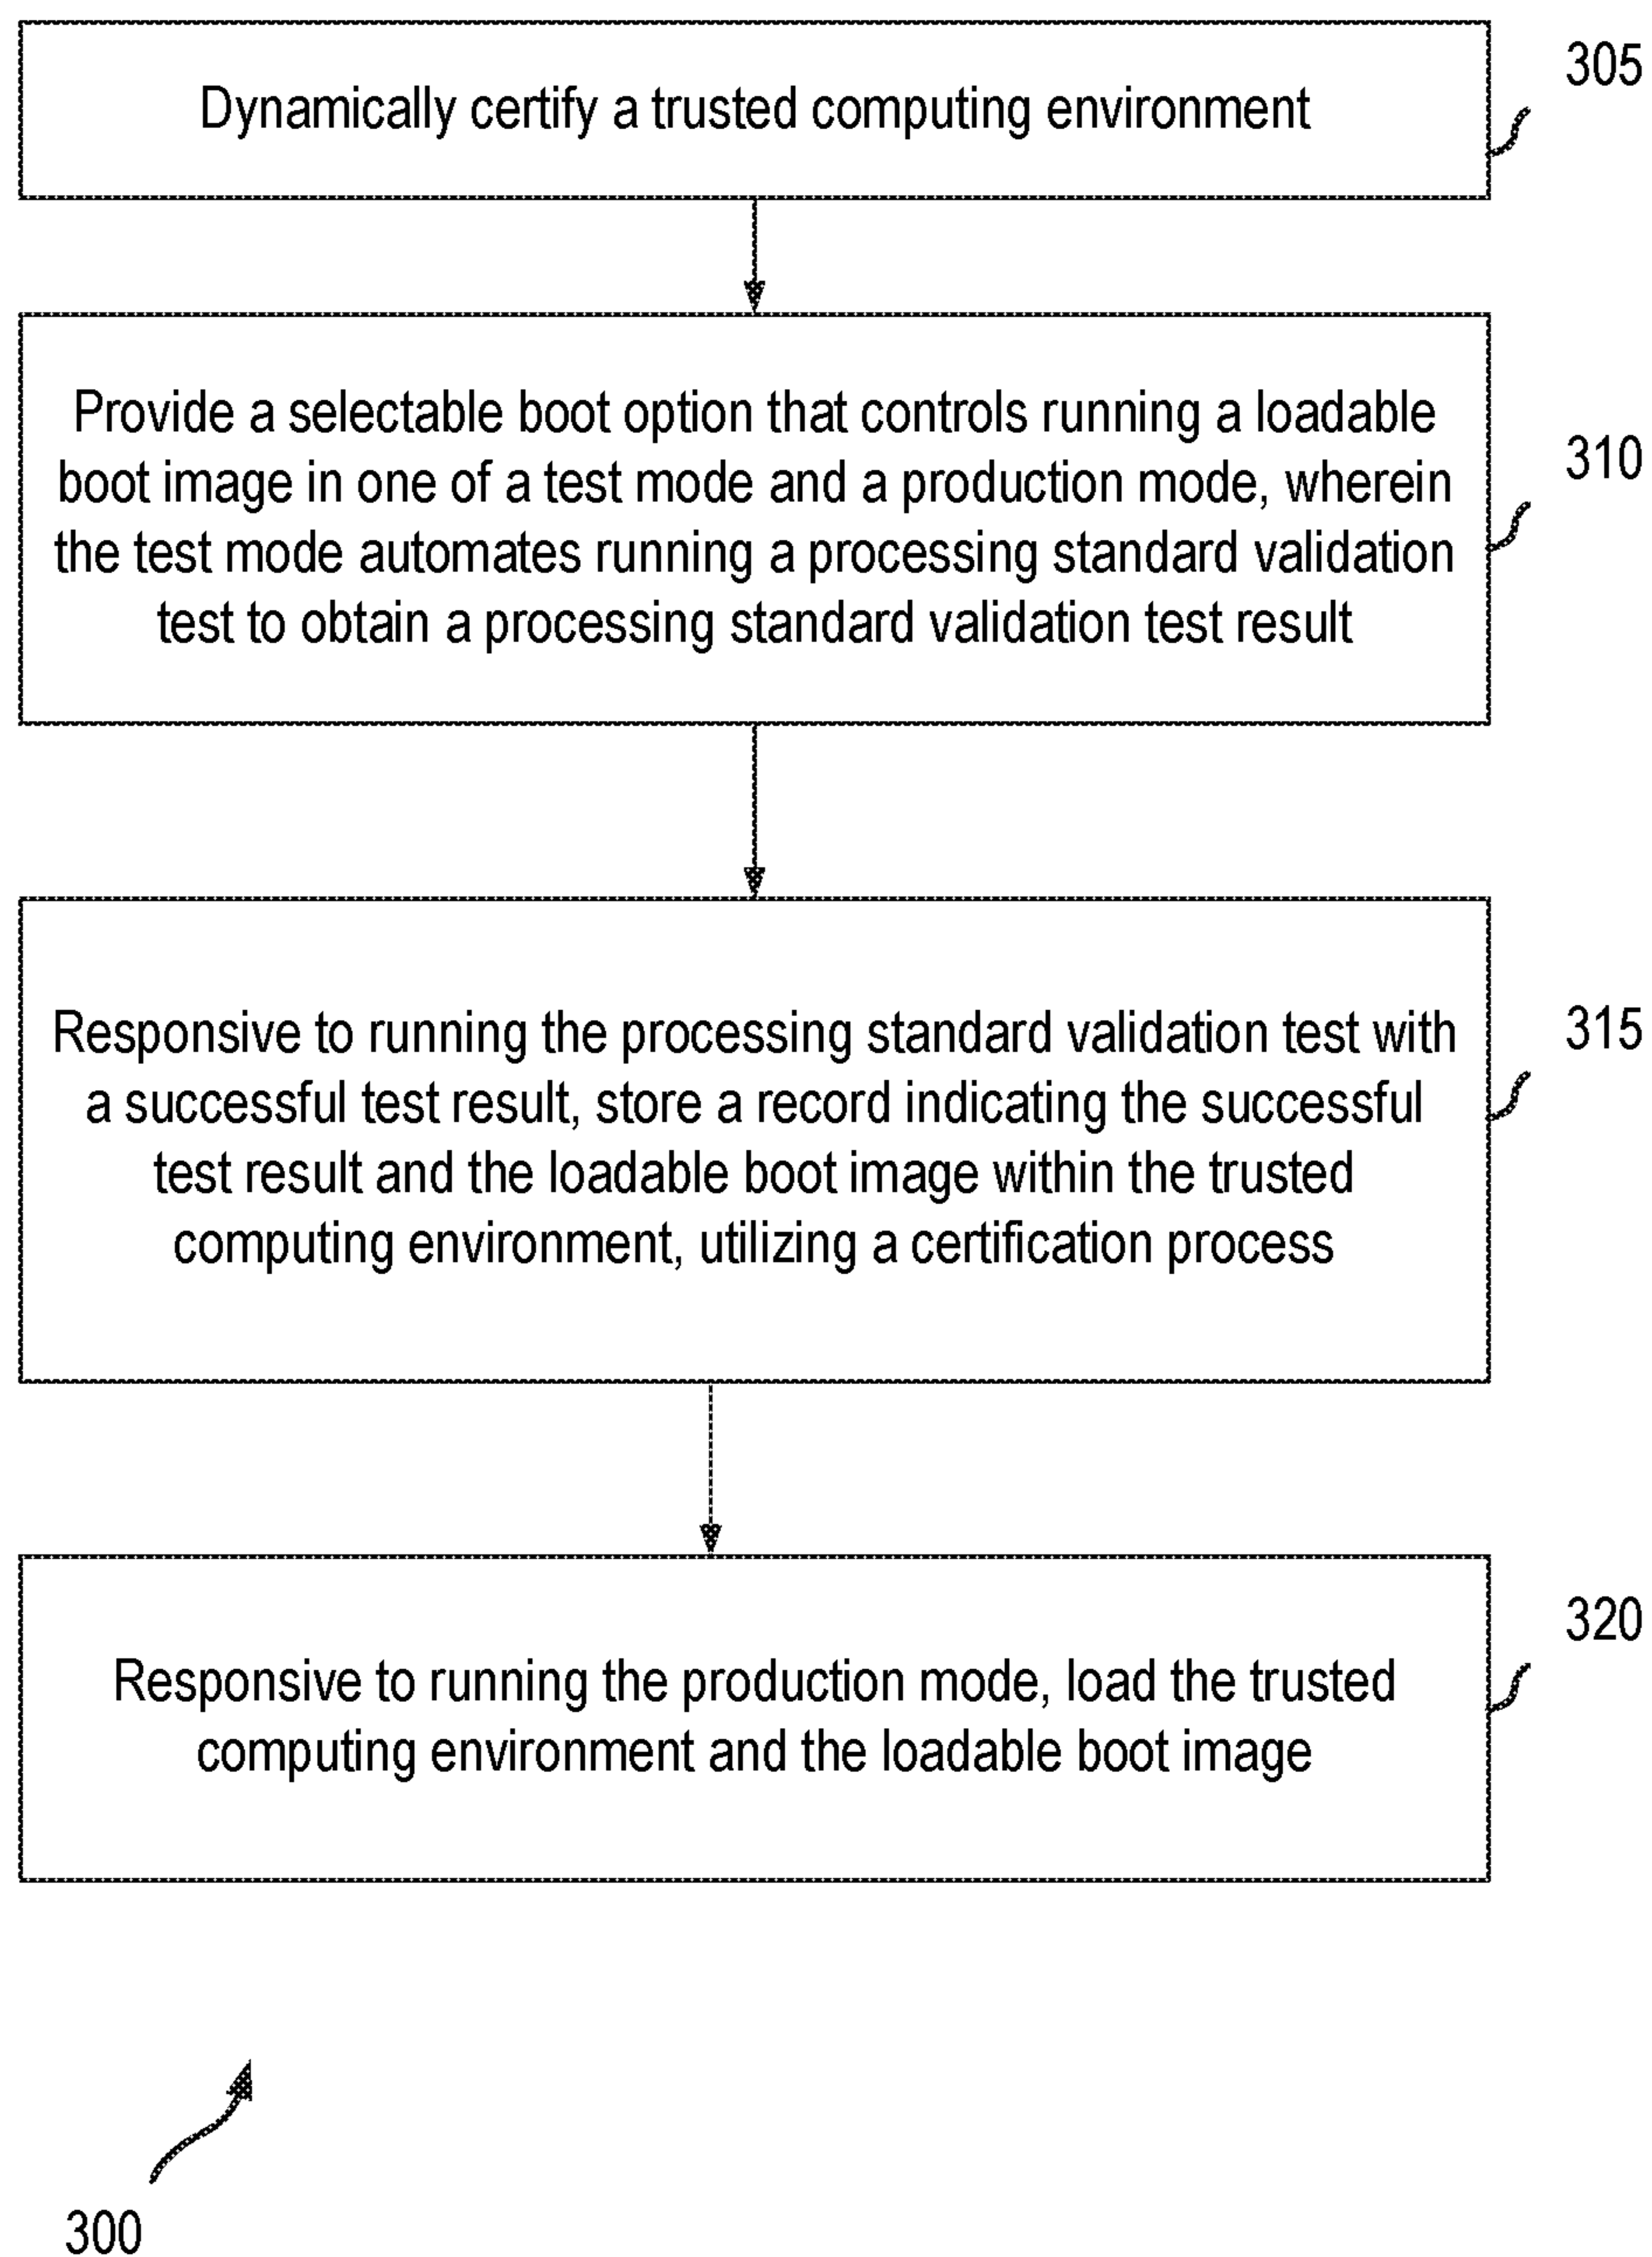 Dynamically certify a trusted computing environment
305
Provide a selectable boot option that controls running a loadable
boot image in one of a test mode and a production mode, wherein
the test mode automates running a processing standard validation
test to obtain a processing standard validation test result
310
Responsive to running the processing standard validation test with
a successful test result, store a record indicating the successful
test result and the loadable boot image within the trusted
computing environment, utilizing a certification process
315
Responsive to running the production mode, load the trusted
computing environment and the loadable boot image
320
300